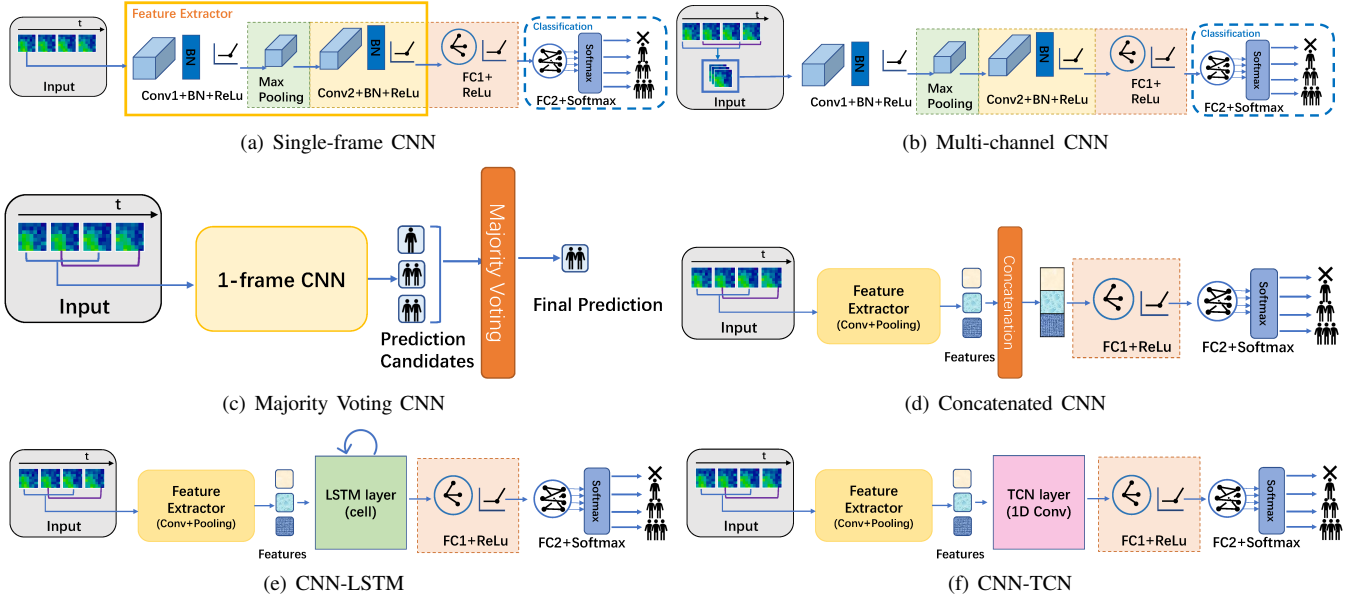 t
Input
Feature Extractor
BN
Conv1+BN+ReLu
Max
Pooling
BN
Conv2+BN+ReLu
FC1+
ReLu
Classification
Softmax
FC2+Softmax
(a) Single-frame CNN
t
Input
BN
Conv1+BN+ReLu
Max
Pooling
BN
Conv2+BN+ReLu
FC1+
ReLu
Classification
Softmax
FC2+Softmax
(b) Multi-channel CNN
t
Input
1-frame CNN
Prediction
Candidates
Majority Voting
Final Prediction
(c) Majority Voting CNN
t
Input
Feature
Extractor
(Conv+Pooling)
Features
Concatenation
FC1+ReLu
Softmax
FC2+Softmax
(d) Concatenated CNN
t
Input
Feature
Extractor
(Conv+Pooling)
Features
LSTM layer
(cell)
FC1+ReLu
Softmax
FC2+Softmax
(e) CNN-LSTM
t
Input
Feature
Extractor
(Conv+Pooling)
Features
TCN layer
(1D Conv)
FC1+ReLu
Softmax
FC2+Softmax
(f) CNN-TCN